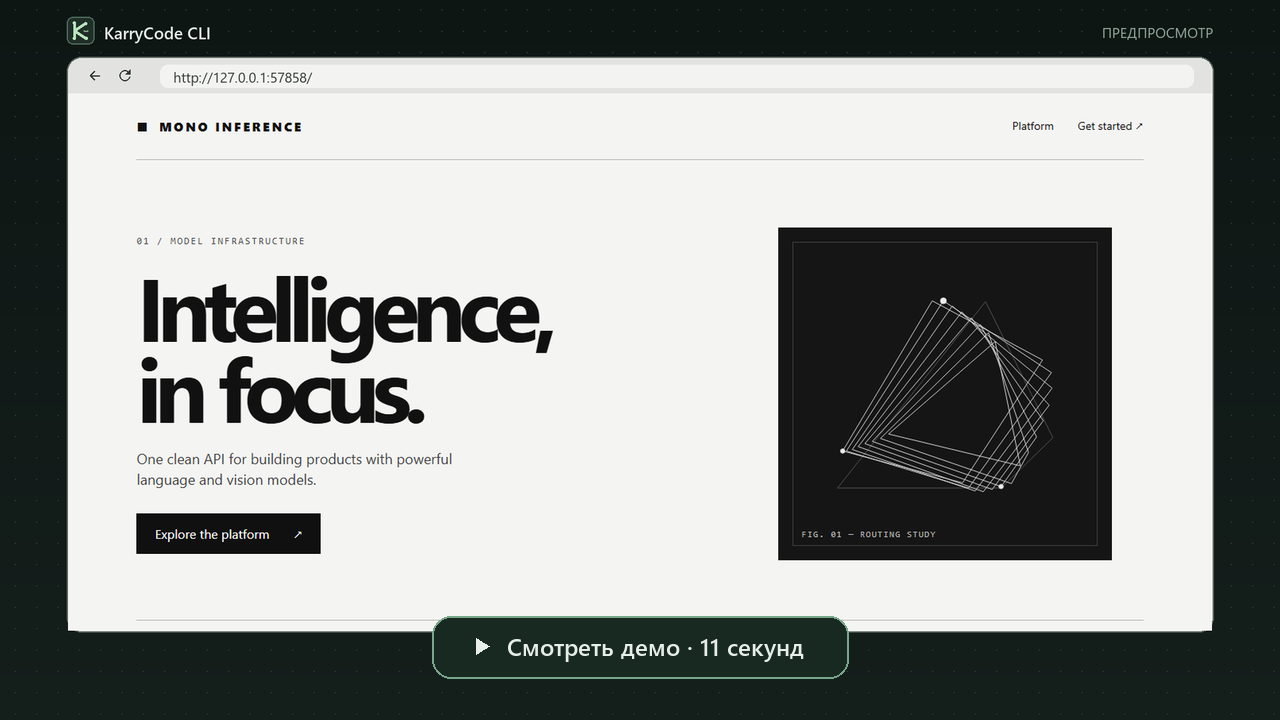 KarryCode CLI
ПРЕДПРОСМОТР
http://127.0.0.1:57858/
MONO INFERENCE
Platform
Get started ↗
01 / MODEL INFRASTRUCTURE
Intelligence,
in focus.
One clean API for building products with powerful
language and vision models.
Explore the platform ↗
FIG. 01 — ROUTING STUDY
Смотреть демо · 11 секунд